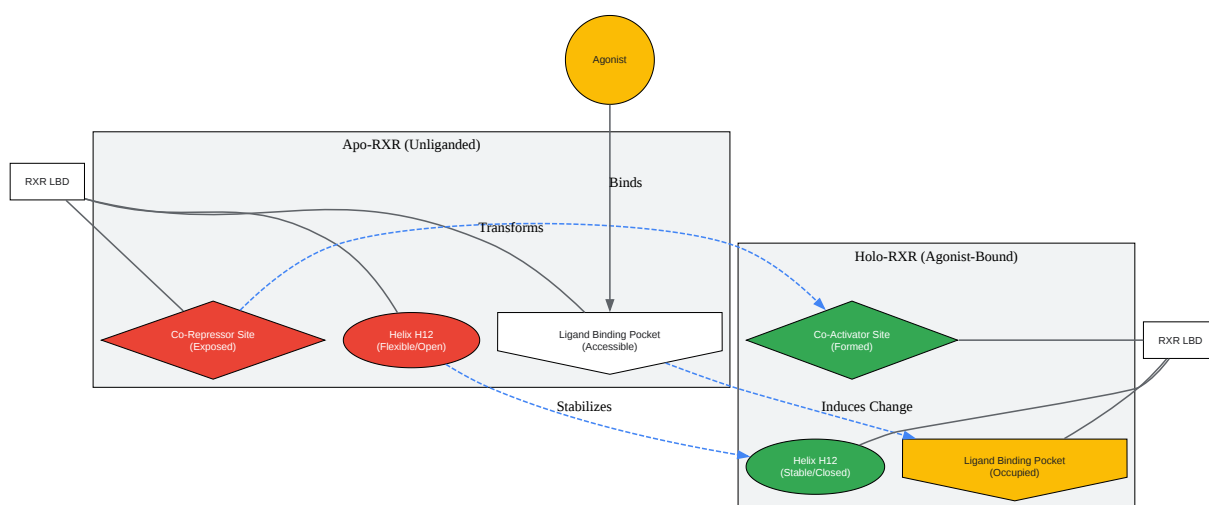 Agonist
Apo-RXR (Unliganded)
RXR LBD
Binds
Transforms
Holo-RXR (Agonist-Bound)
Co-Repressor Site
(Exposed)
Helix H12
(Flexible/Open)
Ligand Binding Pocket
(Accessible)
Co-Activator Site
(Formed)
RXR LBD
Stabilizes
Induces Change
Helix H12
(Stable/Closed)
Ligand Binding Pocket
(Occupied)